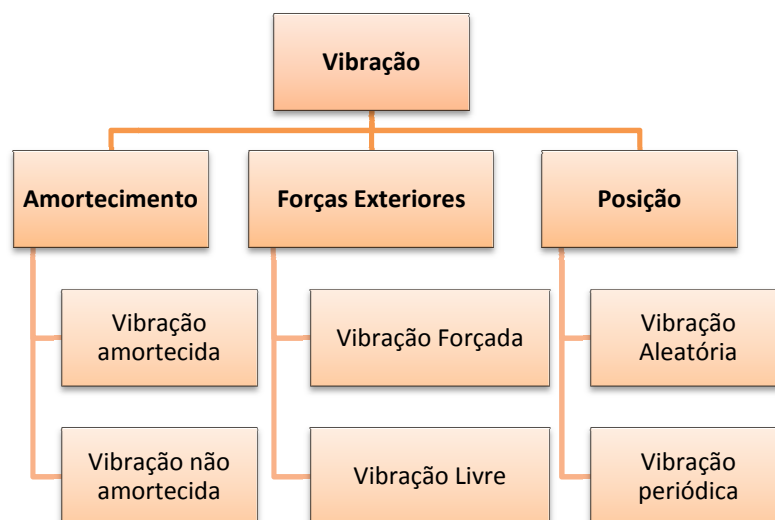 Vibração
Amortecimento
Forças Exteriores
Posição
Vibração
amortecida
Vibração Forçada
Vibração
Aleatória
Vibração não
amortecida
Vibração Livre
Vibração
periódica